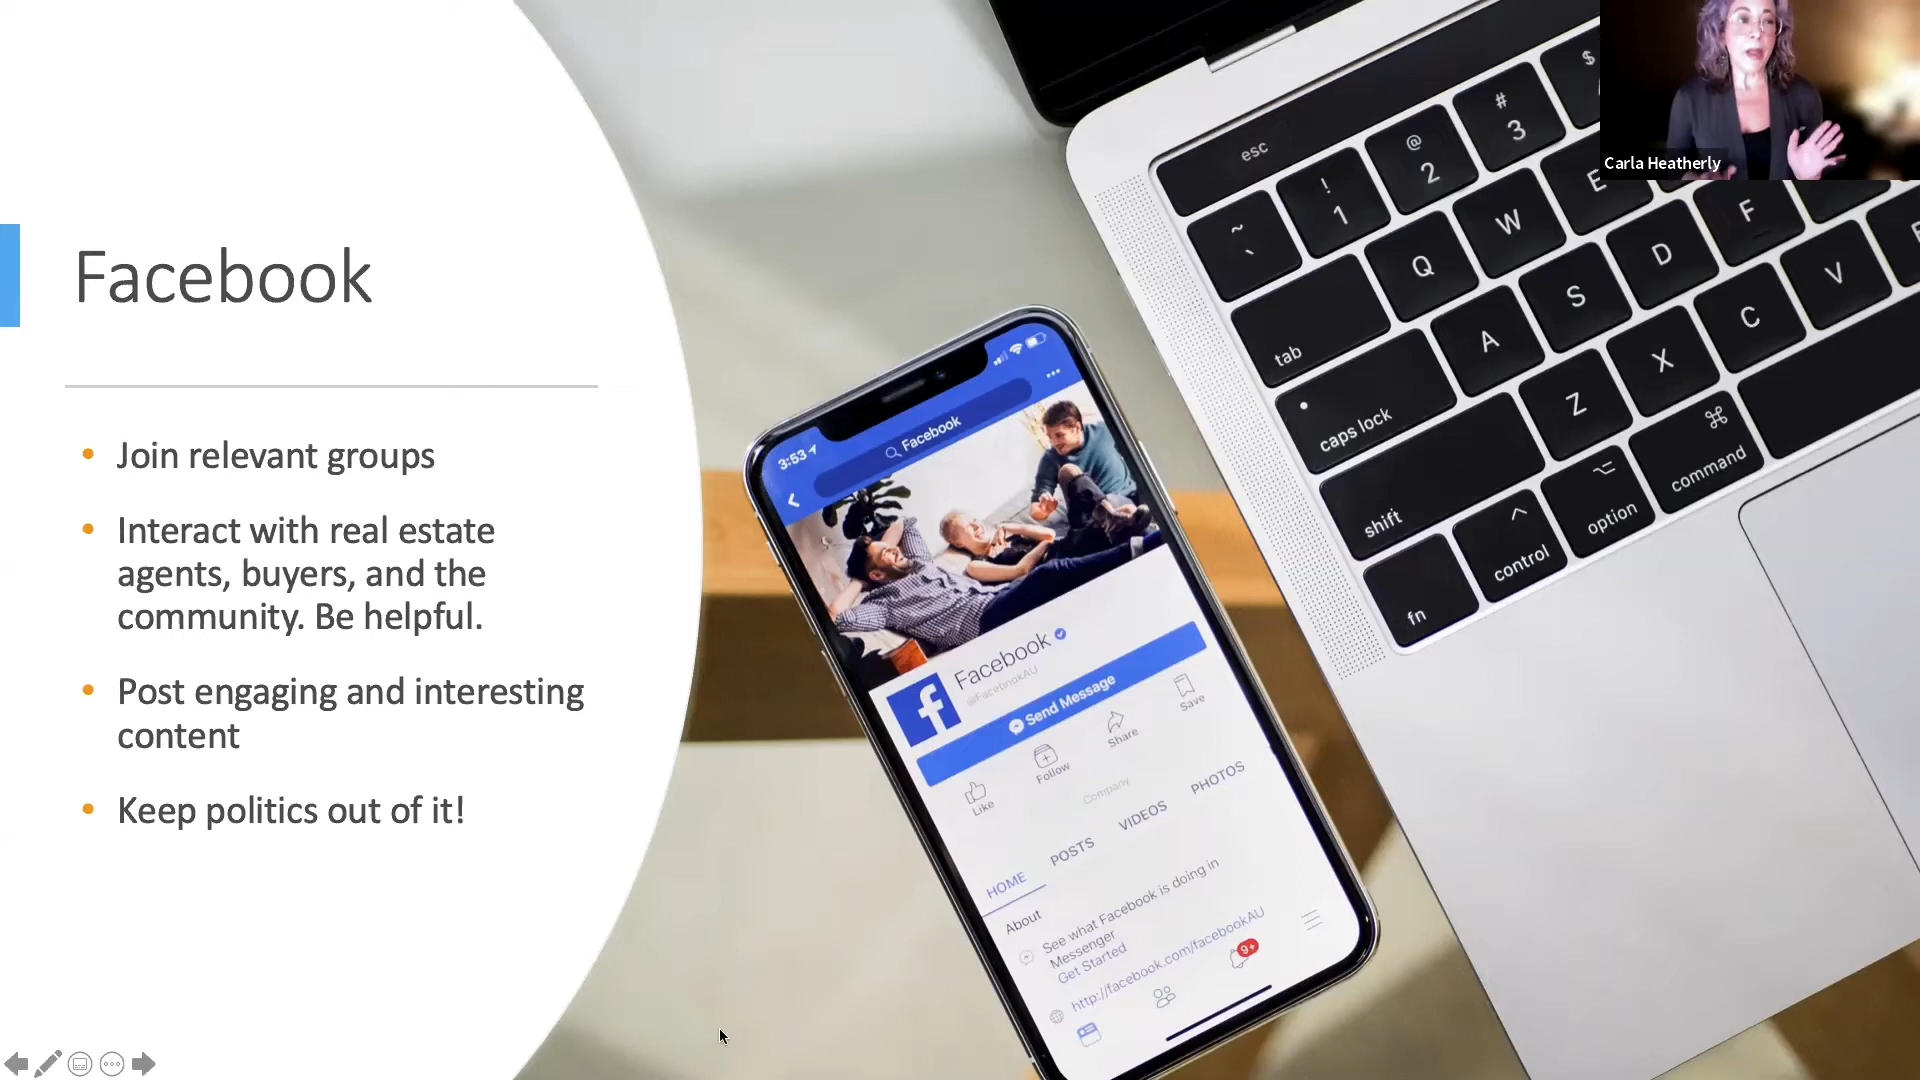 Facebook
Join relevant groups
Interact with real estate
agents, buyers, and the
community. Be helpful.
Post engaging and interesting
content
Keep politics out of it!
Carla Heatherly
3:53
Facebook
Facebook
@FacebookAU
Send Message
Like
Follow
Share
Save
Company
HOME
POSTS
VIDEOS
PHOTOS
About
See what Facebook is doing in
Messenger
Get Started
http://facebook.com/facebookAU
9+
esc
~
`
!
1
@
2
#
3
$
tab
Q
W
E
caps lock
A
S
D
F
shift
Z
X
C
V
fn
^
control
⌥
option
⌘
command